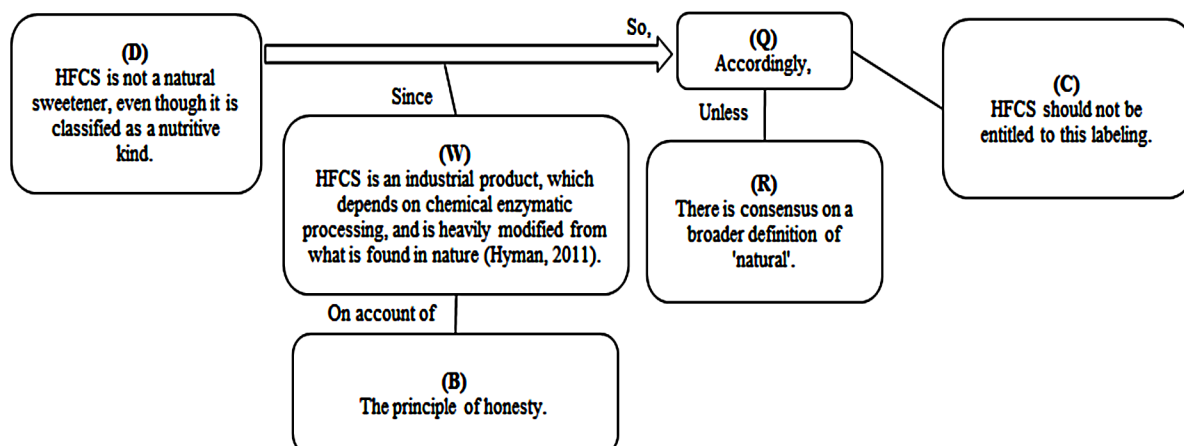 (D)
HFCS is not a natural
sweetener, even though it is
classified as a nutritive
kind.
So,
(Q)
Accordingly,
(C)
HFCS should not be
entitled to this labeling.
Since
Unless
(W)
HFCS is an industrial product, which
depends on chemical enzymatic
processing, and is heavily modified from
what is found in nature (Hyman, 2011).
(R)
There is consensus on a
broader definition of
'natural'.
On account of
(B)
The principle of honesty.